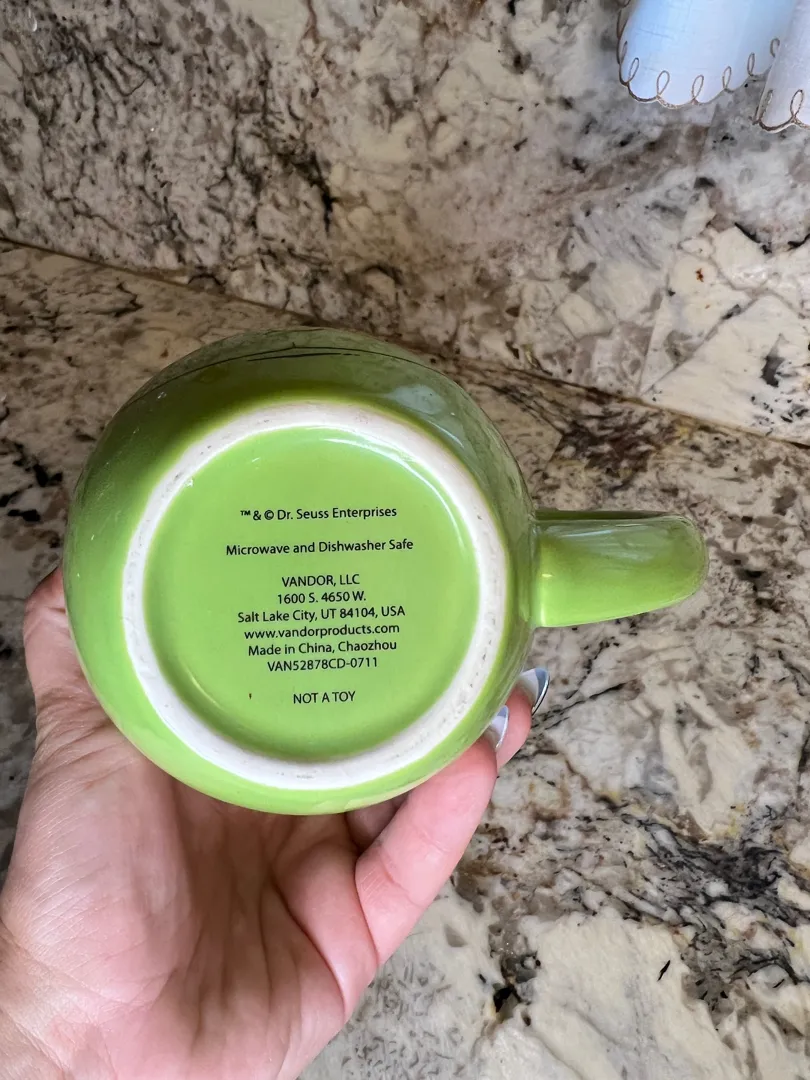 ™ & © Dr. Seuss Enterprises
Microwave and Dishwasher Safe
VANDOR, LLC
1600 S. 4650 W.
Salt Lake City, UT 84104, USA
www.vandorproducts.com
Made in China, Chaozhou
VAN52878CD-0711
NOT A TOY